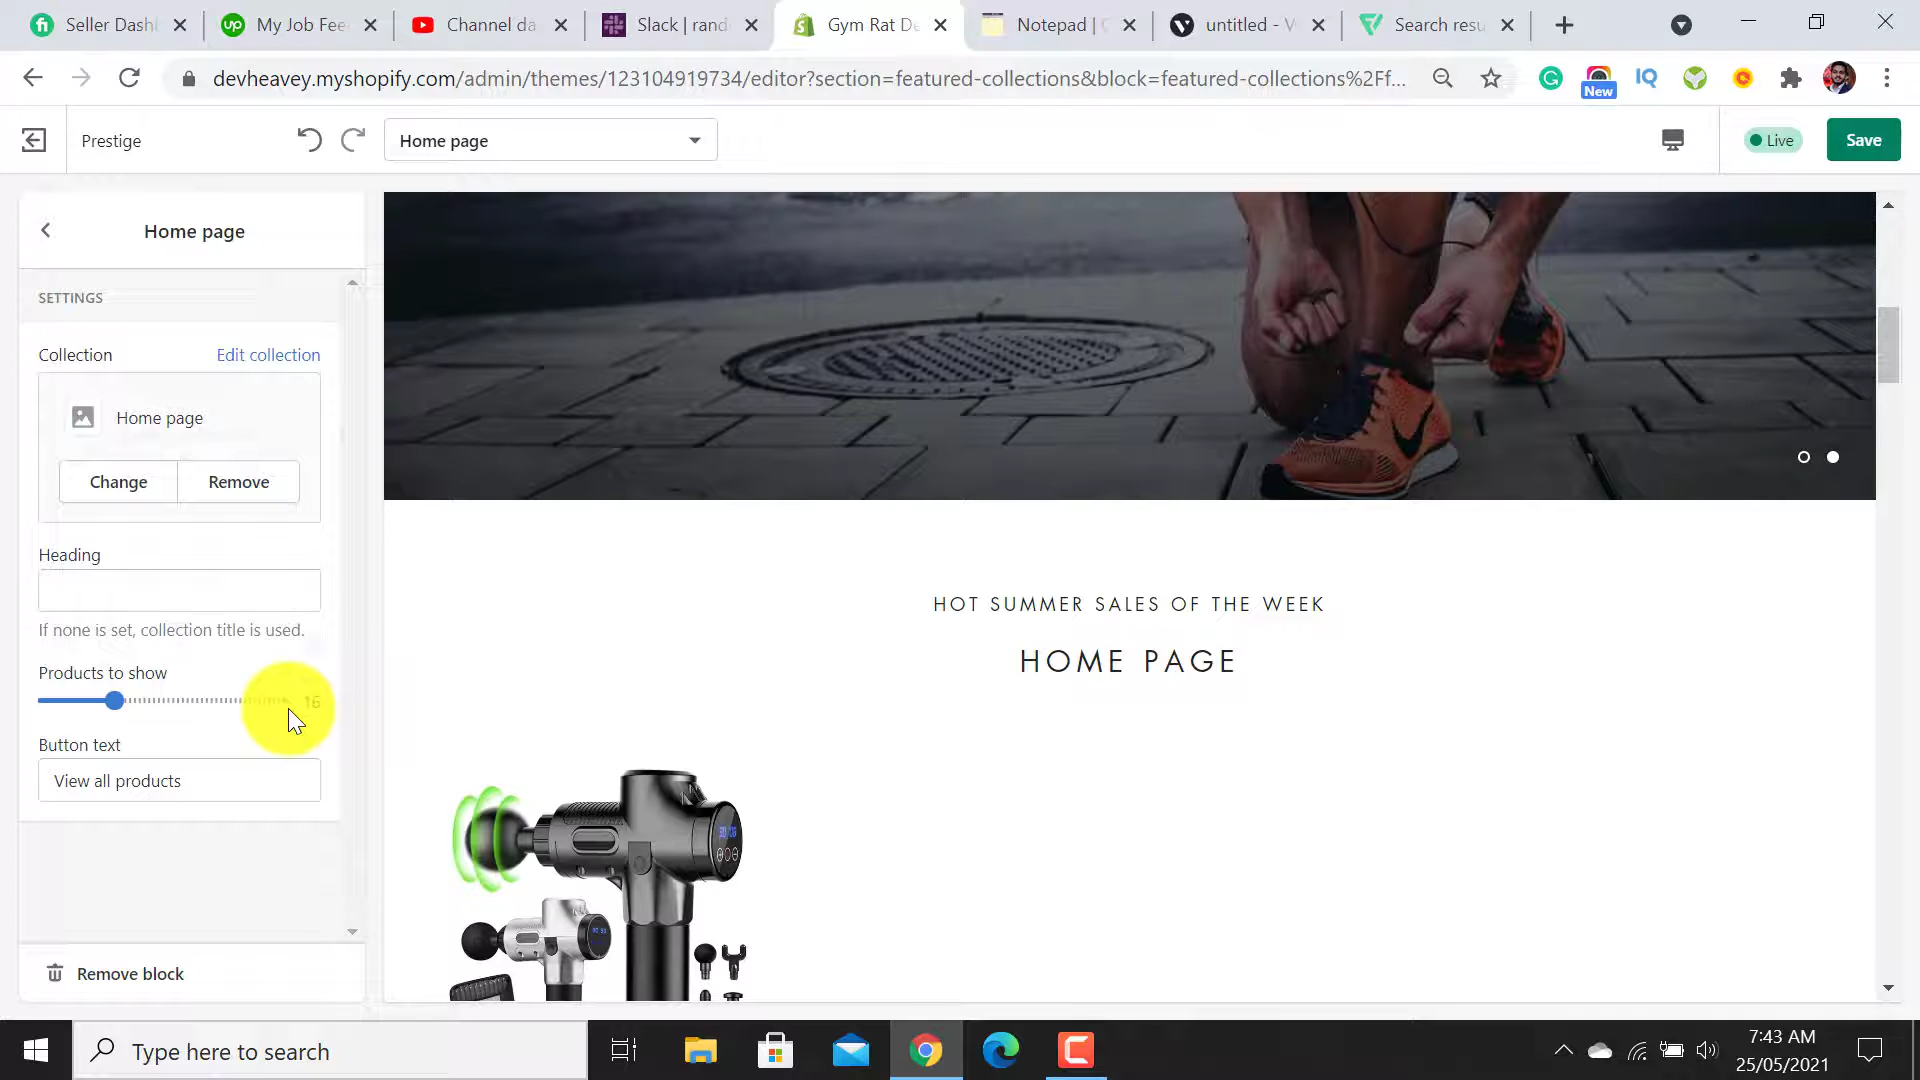 Seller Dashl
My Job Fee
Channel da
Slack | rand
Gym Rat De
Notepad | C
untitled - V
Search resu
devheavey.myshopify.com/admin/themes/123104919734/editor?section=featured-collections&block=featured-collections%2Ff...
New
Prestige
Home page
Live
Save
Home page
SETTINGS
Collection
Edit collection
Home page
Change
Remove
Heading
If none is set, collection title is used.
Products to show
16
Button text
View all products
Remove block
HOT SUMMER SALES OF THE WEEK
HOME PAGE
Type here to search
7:43 AM
25/05/2021